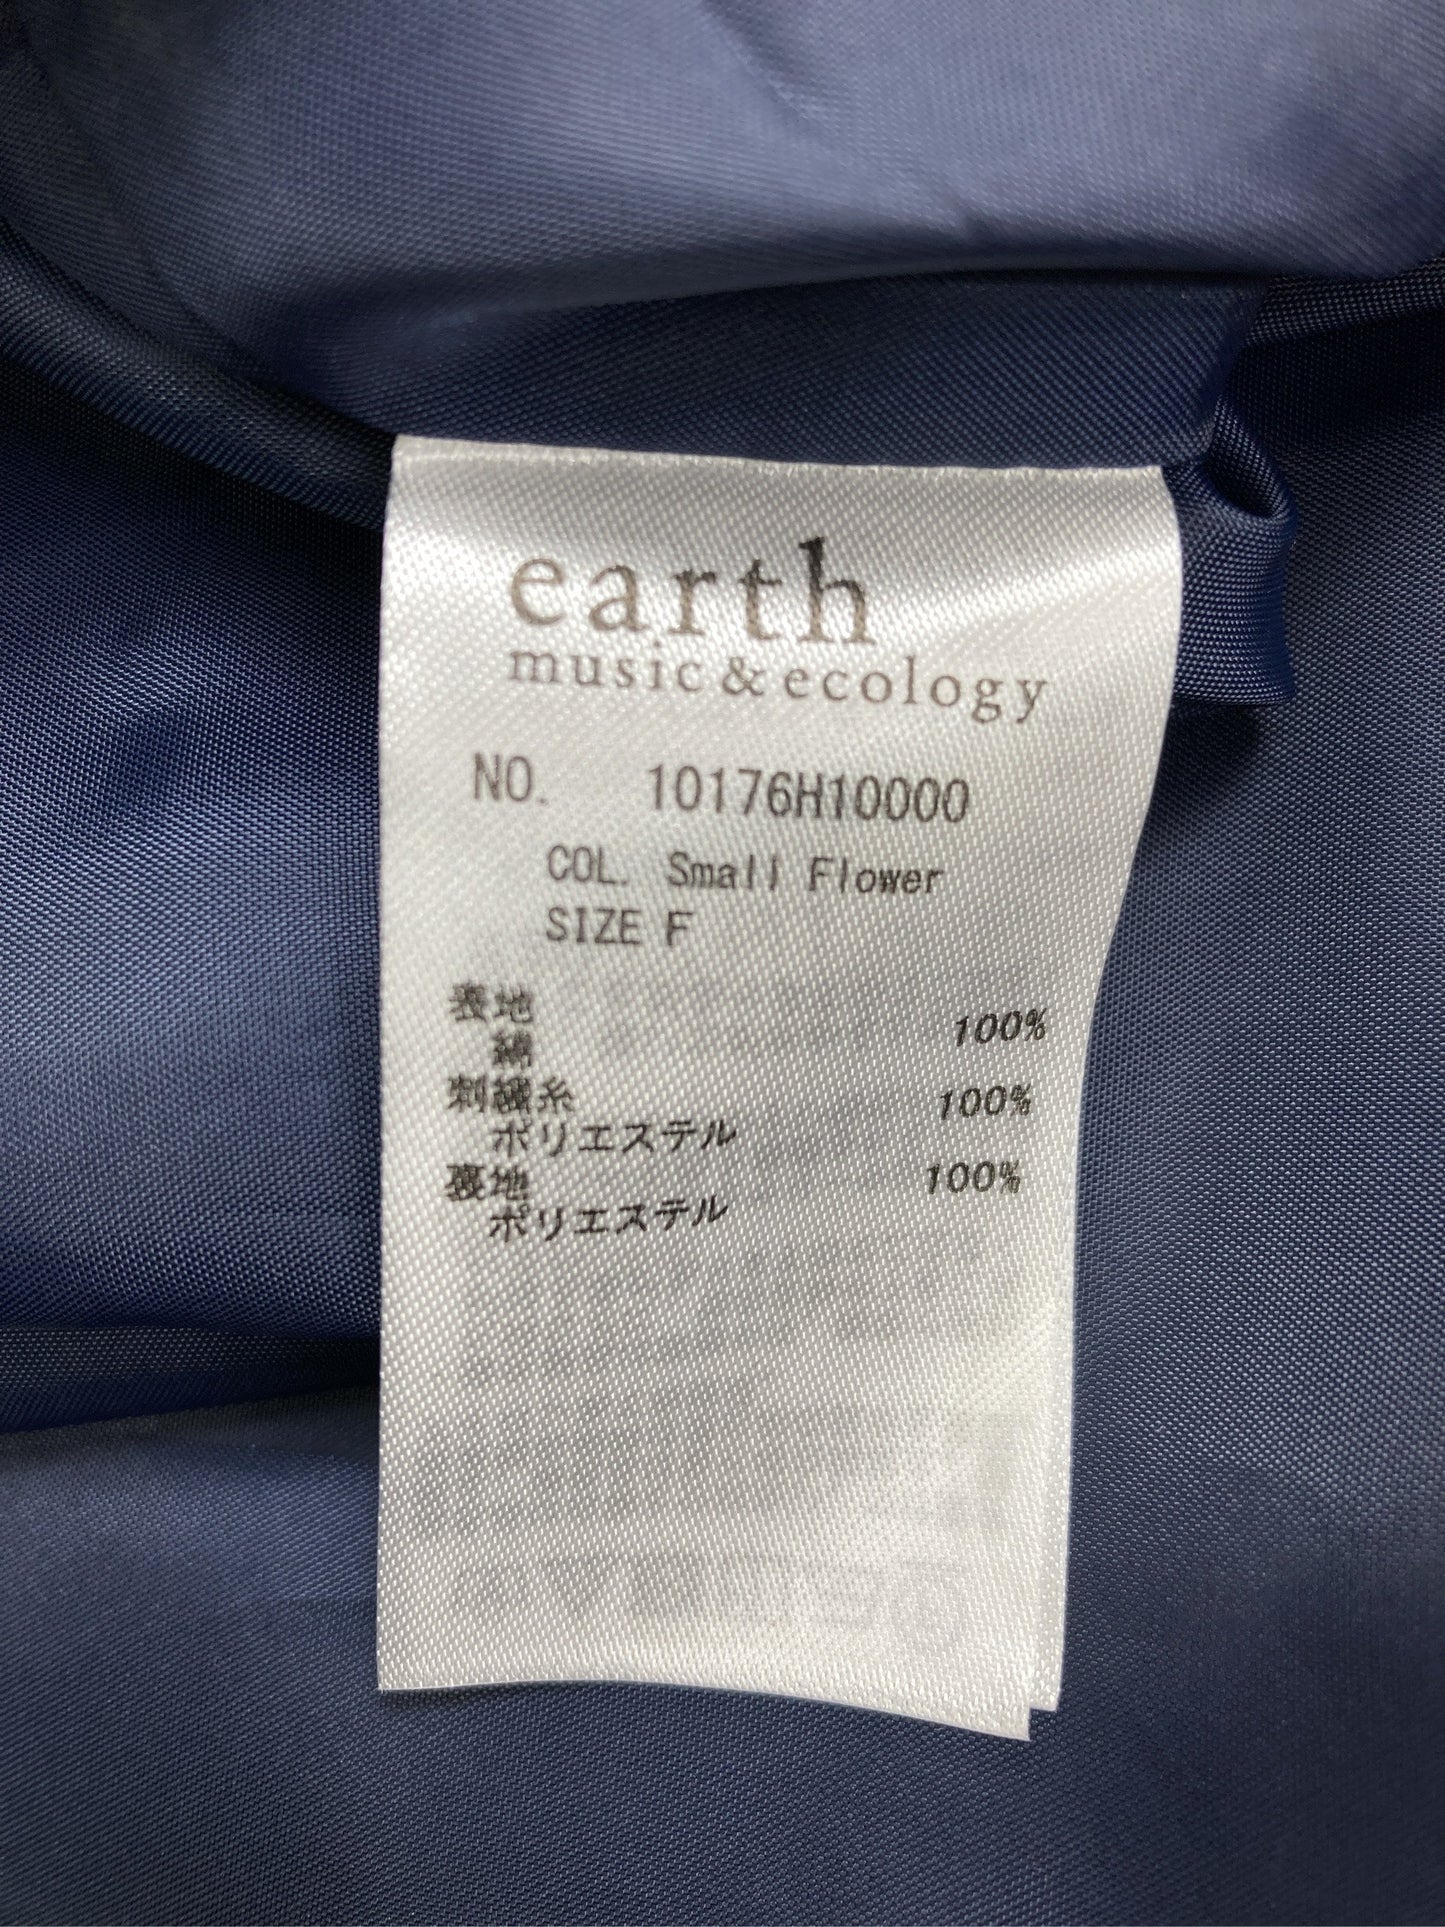 earth
music & ecology
NO. 10176H10000
COL. Small Flower
SIZE F
表地
綿 100%
刺繍糸
ポリエステル 100%
裏地
ポリエステル 100%